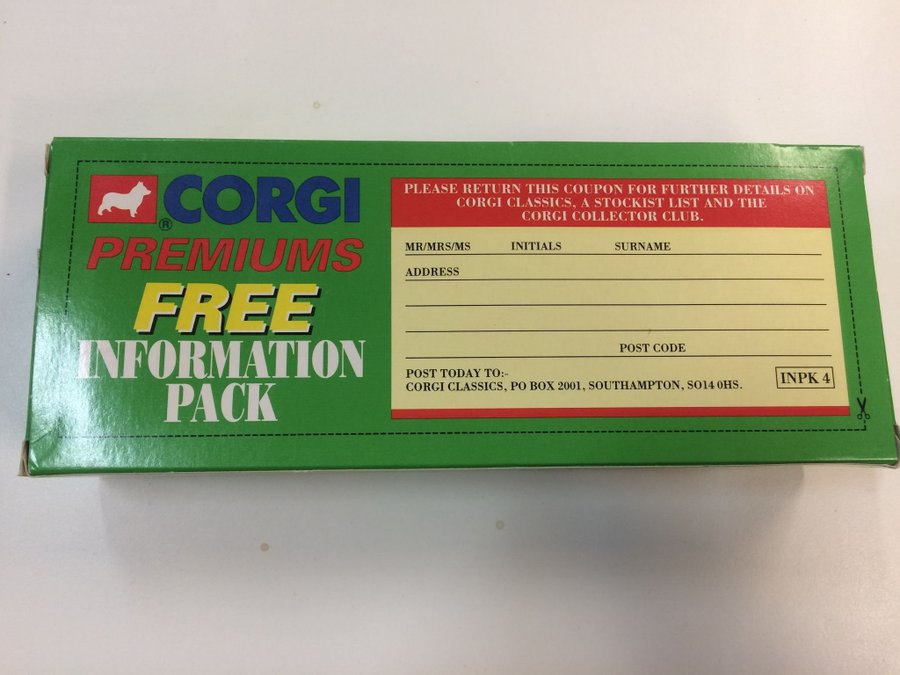 ® CORGI
PREMIUMS
FREE
INFORMATION
PACK
PLEASE RETURN THIS COUPON FOR FURTHER DETAILS ON
CORGI CLASSICS, A STOCKIST LIST AND THE
CORGI COLLECTOR CLUB.
MR/MRS/MS INITIALS SURNAME
ADDRESS
POST CODE
POST TODAY TO:-
CORGI CLASSICS, PO BOX 2001, SOUTHAMPTON, SO14 0HS.
INPK 4